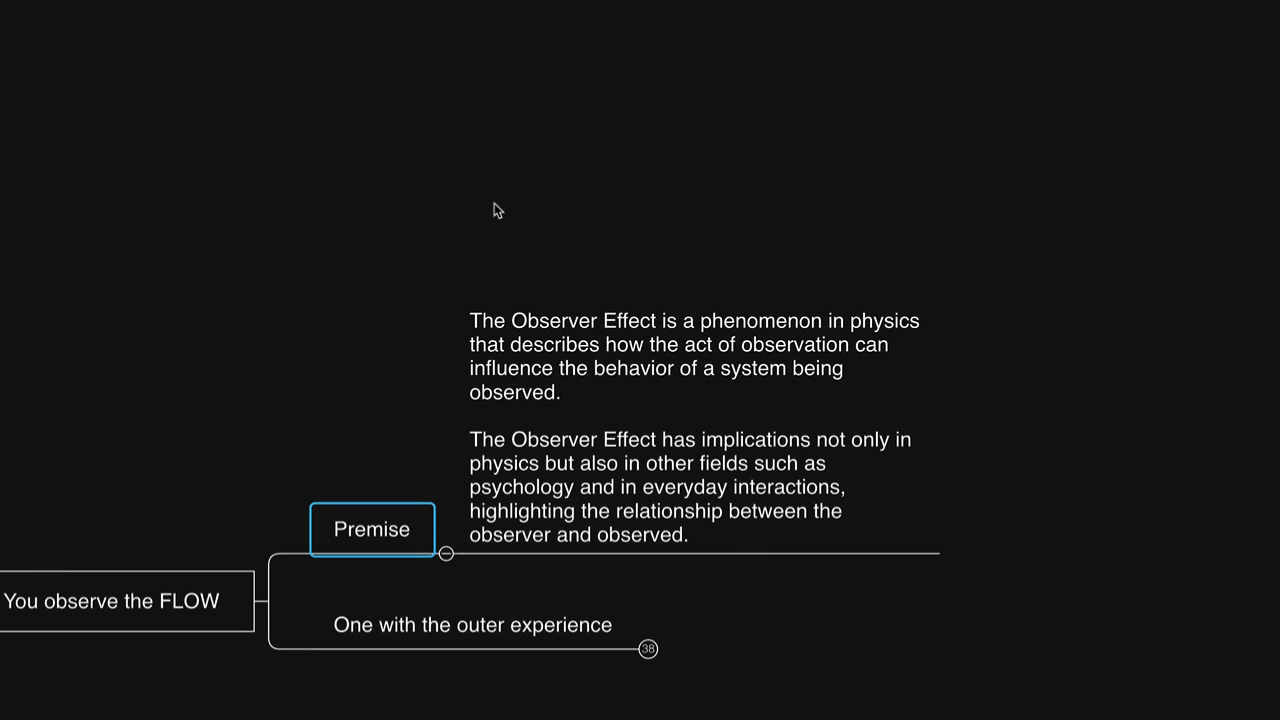 The Observer Effect is a phenomenon in physics
that describes how the act of observation can
influence the behavior of a system being
observed.
The Observer Effect has implications not only in
physics but also in other fields such as
psychology and in everyday interactions,
highlighting the relationship between the
observer and observed.
Premise
You observe the FLOW
One with the outer experience
38